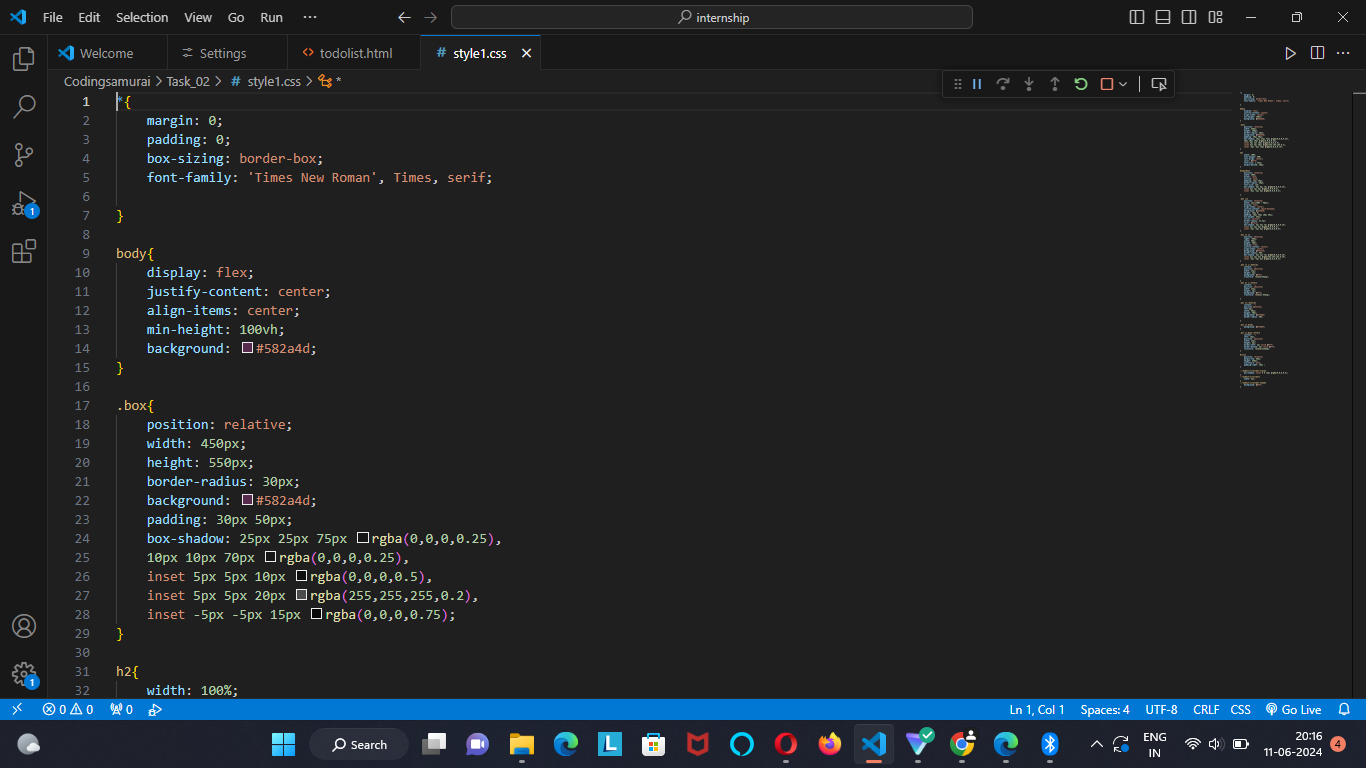 File Edit Selection View Go Run ··· internship
Welcome Settings todolist.html # style1.css
Codingsamurai > Task_02 > # style1.css > *
1 *{
2 margin: 0;
3 padding: 0;
4 box-sizing: border-box;
5 font-family: 'Times New Roman', Times, serif;
6
7 }
8
9 body{
10 display: flex;
11 justify-content: center;
12 align-items: center;
13 min-height: 100vh;
14 background: #582a4d;
15 }
16
17 .box{
18 position: relative;
19 width: 450px;
20 height: 550px;
21 border-radius: 30px;
22 background: #582a4d;
23 padding: 30px 50px;
24 box-shadow: 25px 25px 75px rgba(0,0,0,0.25),
25 10px 10px 70px rgba(0,0,0,0.25),
26 inset 5px 5px 10px rgba(0,0,0,0.5),
27 inset 5px 5px 20px rgba(255,255,255,0.2),
28 inset -5px -5px 15px rgba(0,0,0,0.75);
29 }
30
31 h2{
32 width: 100%;
1
1
0 0 0 Ln 1, Col 1 Spaces: 4 UTF-8 CRLF CSS Go Live
Search L ENG 20:16
IN 11-06-2024 4